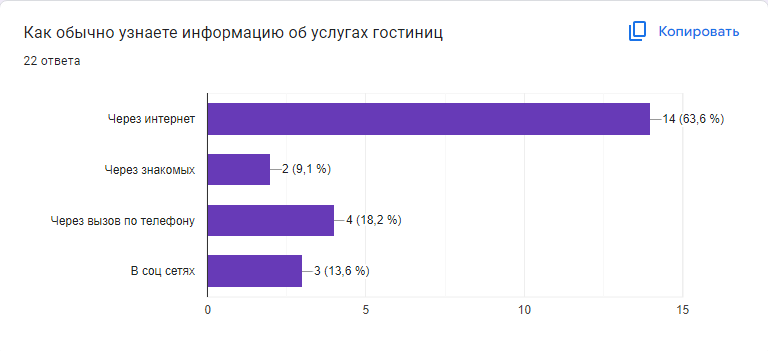 Как обычно узнаете информацию об услугах гостиниц
Копировать
22 ответа
Через интернет
14 (63,6 %)
Через знакомых
2 (9,1 %)
Через вызов по телефону
4 (18,2 %)
В соц сетях
3 (13,6 %)
0
5
10
15